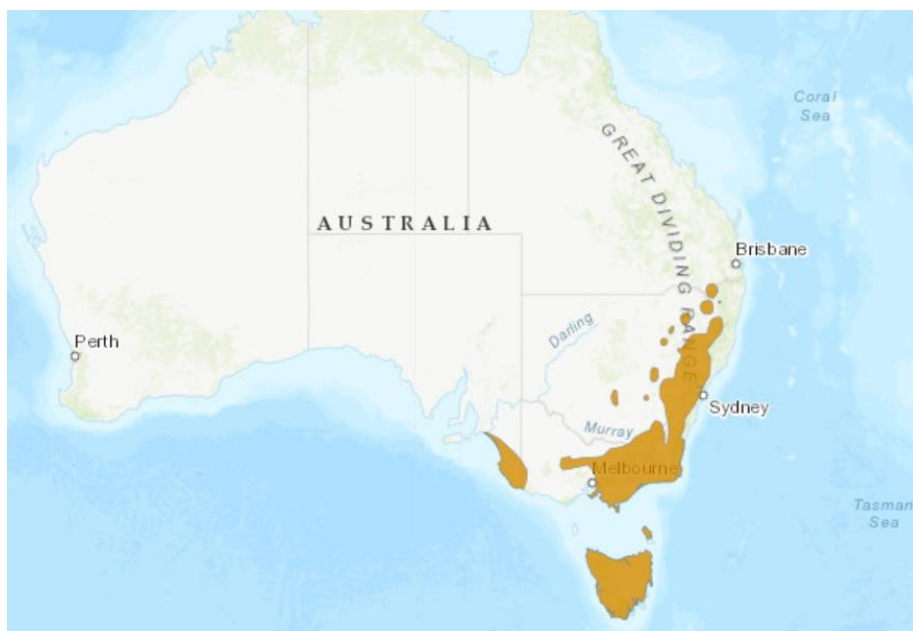 Coral
Sea
GREAT DIVIDING RANGE
AUSTRALIA
Brisbane
Darling
Perth
Sydney
Murray
Melbourne
Tasman
Sea